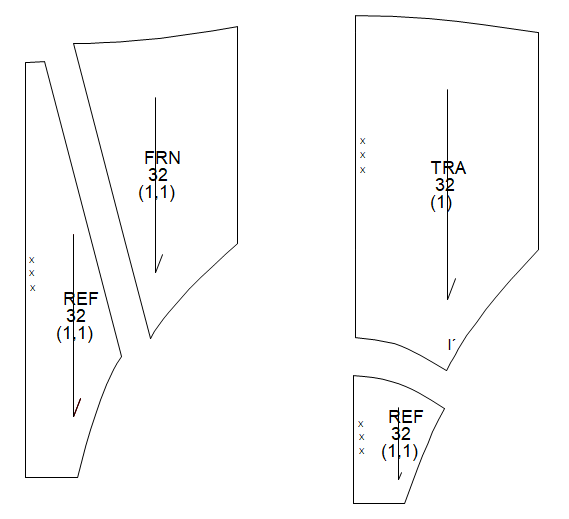 FRN
32
(1,1)
REF
32
(1,1)
x
x
x
TRA
32
(1)
x
x
x
REF
32
(1,1)
x
x
x